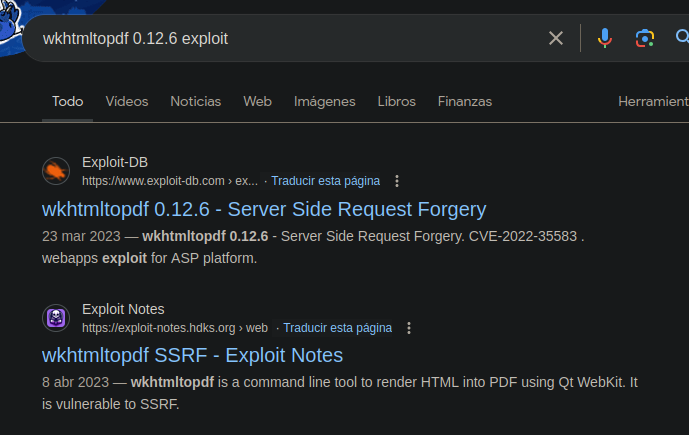 wkhtmltopdf 0.12.6 exploit
Todo Vídeos Noticias Web Imágenes Libros Finanzas Herramient
Exploit-DB
https://www.exploit-db.com › ex... · Traducir esta página
wkhtmltopdf 0.12.6 - Server Side Request Forgery
23 mar 2023 — wkhtmltopdf 0.12.6 - Server Side Request Forgery. CVE-2022-35583 .
webapps exploit for ASP platform.
Exploit Notes
https://exploit-notes.hdks.org › web · Traducir esta página
wkhtmltopdf SSRF - Exploit Notes
8 abr 2023 — wkhtmltopdf is a command line tool to render HTML into PDF using Qt WebKit. It
is vulnerable to SSRF.